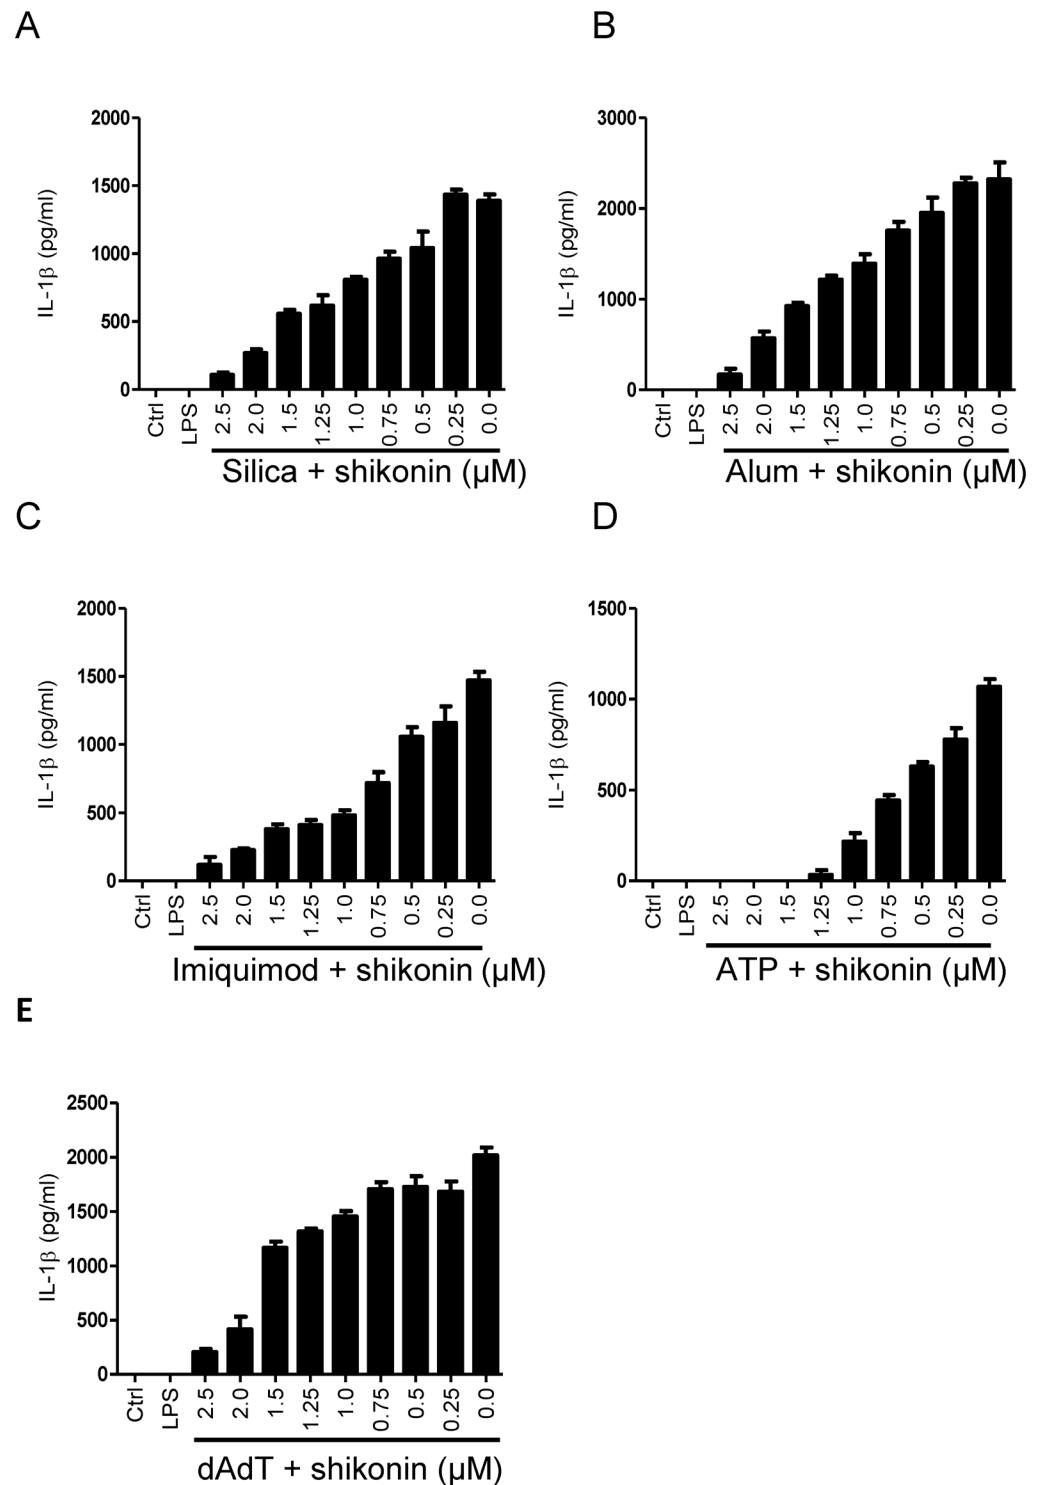 A
IL-1β (pg/ml)
2000
1500
1000
500
0
Ctrl
LPS
2.5
2.0
1.5
1.25
1.0
0.75
0.5
0.25
0.0
Silica + shikonin (µM)
B
IL-1β (pg/ml)
3000
2000
1000
0
Ctrl
LPS
2.5
2.0
1.5
1.25
1.0
0.75
0.5
0.25
0.0
Alum + shikonin (µM)
C
IL-1β (pg/ml)
2000
1500
1000
500
0
Ctrl
LPS
2.5
2.0
1.5
1.25
1.0
0.75
0.5
0.25
0.0
Imiquimod + shikonin (µM)
D
IL-1β (pg/ml)
1500
1000
500
0
Ctrl
LPS
2.5
2.0
1.5
1.25
1.0
0.75
0.5
0.25
0.0
ATP + shikonin (µM)
E
IL-1β (pg/ml)
2500
2000
1500
1000
500
0
Ctrl
LPS
2.5
2.0
1.5
1.25
1.0
0.75
0.5
0.25
0.0
dAdT + shikonin (µM)